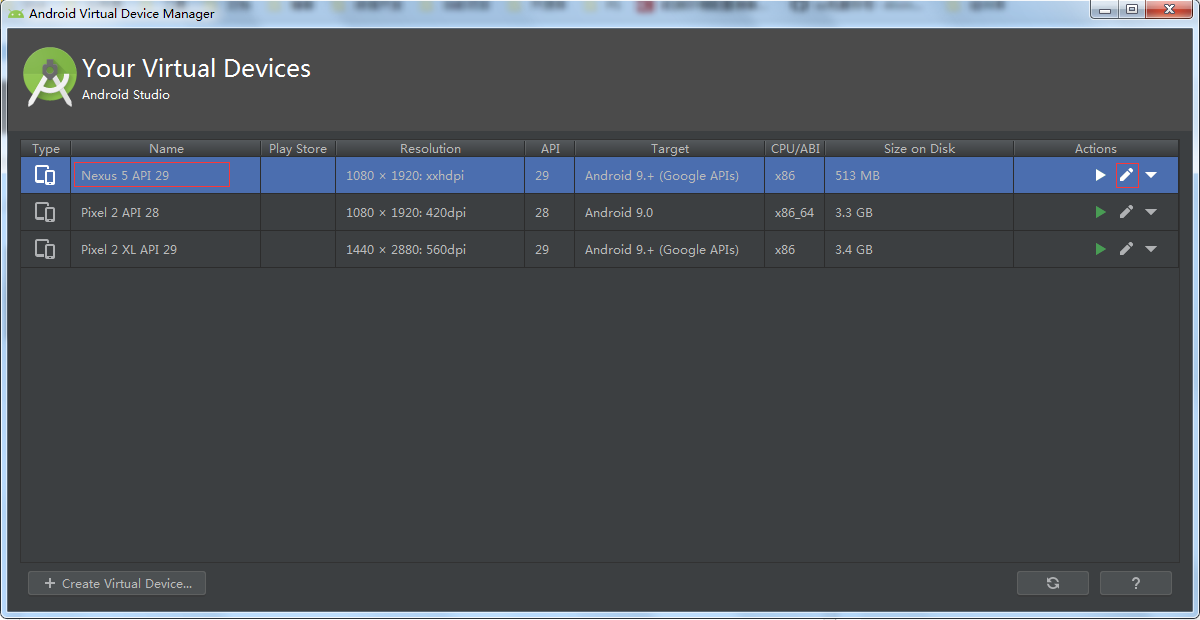 Android Virtual Device Manager
Your Virtual Devices
Android Studio
Type Name Play Store Resolution API Target CPU/ABI Size on Disk Actions
Nexus 5 API 29 1080 × 1920: xxhdpi 29 Android 9.+ (Google APIs) x86 513 MB
Pixel 2 API 28 1080 × 1920: 420dpi 28 Android 9.0 x86_64 3.3 GB
Pixel 2 XL API 29 1440 × 2880: 560dpi 29 Android 9.+ (Google APIs) x86 3.4 GB
+ Create Virtual Device... ?